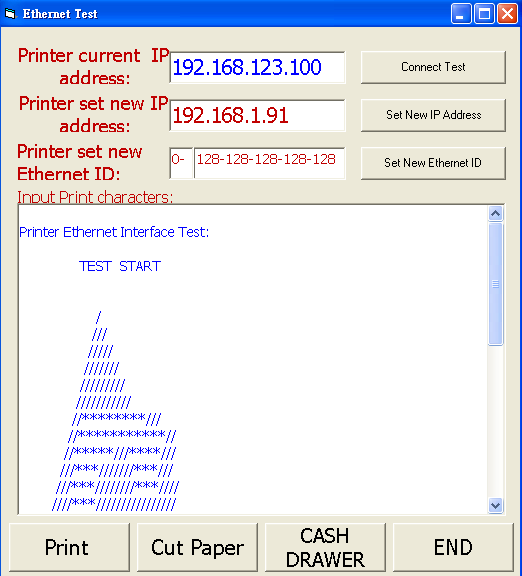 Ethernet Test
Printer current IP
address:
192.168.123.100
Connect Test
Printer set new IP
address:
192.168.1.91
Set New IP Address
Printer set new
Ethernet ID:
0-
128-128-128-128-128
Set New Ethernet ID
Input Print characters:
Printer Ethernet Interface Test:
TEST START
/
///
/////
///////
/////////
///////////
//********///
//***********//
//*****///****///
///***///////***///
///***////////***////
////***////////////////
Print
Cut Paper
CASH
DRAWER
END